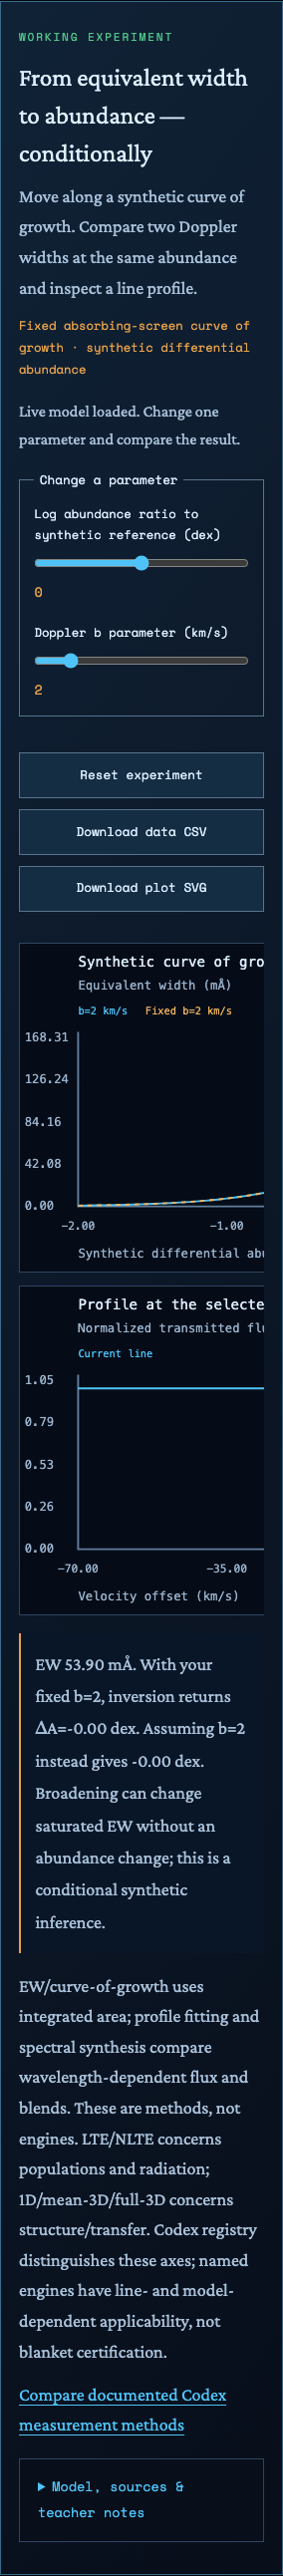 WORKING EXPERIMENT
From equivalent width
to abundance —
conditionally
Move along a synthetic curve of
growth. Compare two Doppler
widths at the same abundance
and inspect a line profile.
Fixed absorbing-screen curve of
growth · synthetic differential
abundance
Live model loaded. Change one
parameter and compare the result.
Change a parameter
Log abundance ratio to
synthetic reference (dex)
0
Doppler b parameter (km/s)
2
Reset experiment
Download data CSV
Download plot SVG
Synthetic curve of gro
Equivalent width (mÅ)
b=2 km/s Fixed b=2 km/s
168.31
126.24
84.16
42.08
0.00
−2.00 −1.00
Synthetic differential abu
Profile at the selecte
Normalized transmitted flu
Current line
1.05
0.79
0.53
0.26
0.00
−70.00 −35.00
Velocity offset (km/s)
EW 53.90 mÅ. With your
fixed b=2, inversion returns
ΔA=-0.00 dex. Assuming b=2
instead gives -0.00 dex.
Broadening can change
saturated EW without an
abundance change; this is a
conditional synthetic
inference.
EW/curve-of-growth uses
integrated area; profile fitting and
spectral synthesis compare
wavelength-dependent flux and
blends. These are methods, not
engines. LTE/NLTE concerns
populations and radiation;
1D/mean-3D/full-3D concerns
structure/transfer. Codex registry
distinguishes these axes; named
engines have line- and model-
dependent applicability, not
blanket certification.
Compare documented Codex
measurement methods
▶ Model, sources &
teacher notes